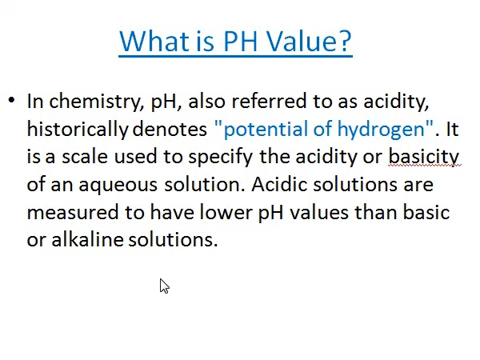 What is PH Value?
• In chemistry, pH, also referred to as acidity,
historically denotes "potential of hydrogen". It
is a scale used to specify the acidity or basicity
of an aqueous solution. Acidic solutions are
measured to have lower pH values than basic
or alkaline solutions.